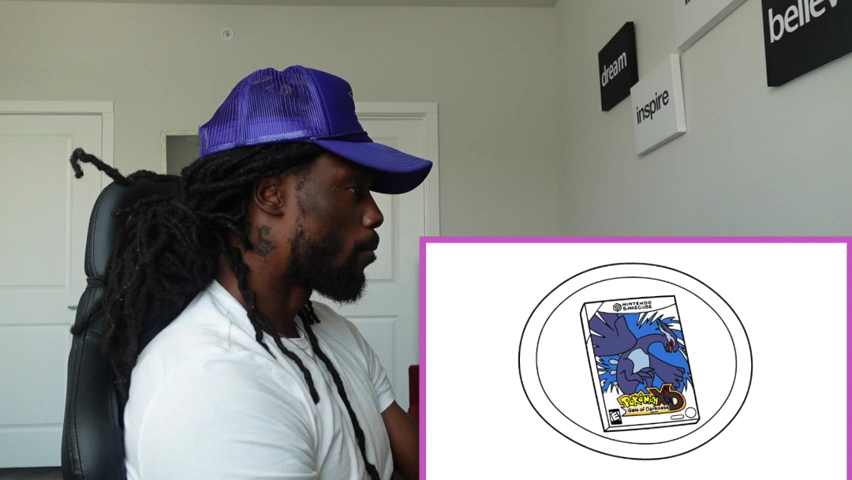 dream
inspire
believ
NINTENDO
GAMECUBE
POKéMON XD
Gale of Darkness
E